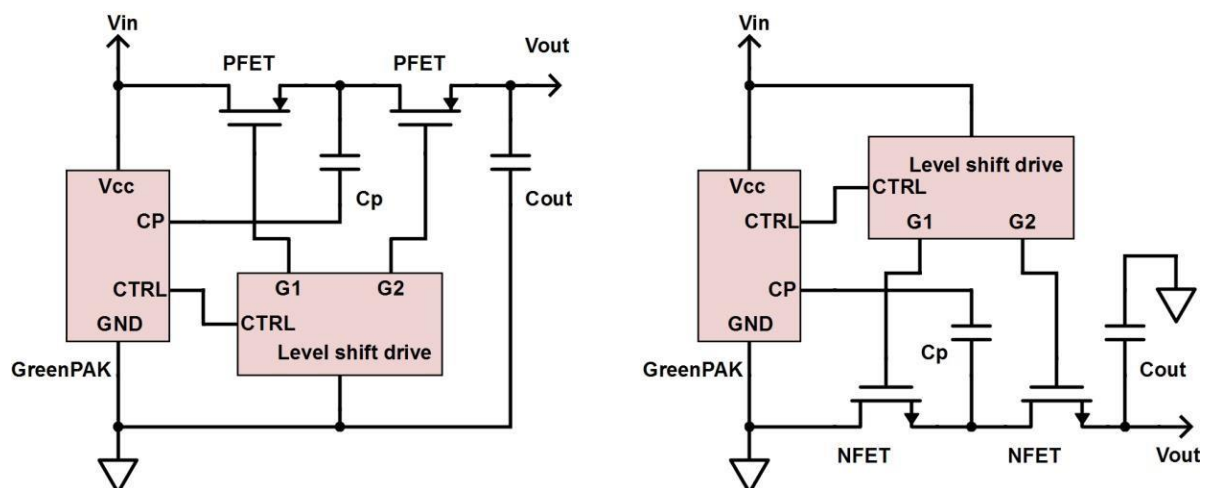 Vin
Vout
PFET
PFET
Vcc
CP
Cp
Cout
CTRL
G1
G2
GND
CTRL
Level shift drive
GreenPAK
Vin
Level shift drive
Vcc
CTRL
CTRL
G1
G2
CP
GND
Cp
Cout
GreenPAK
NFET
NFET
Vout